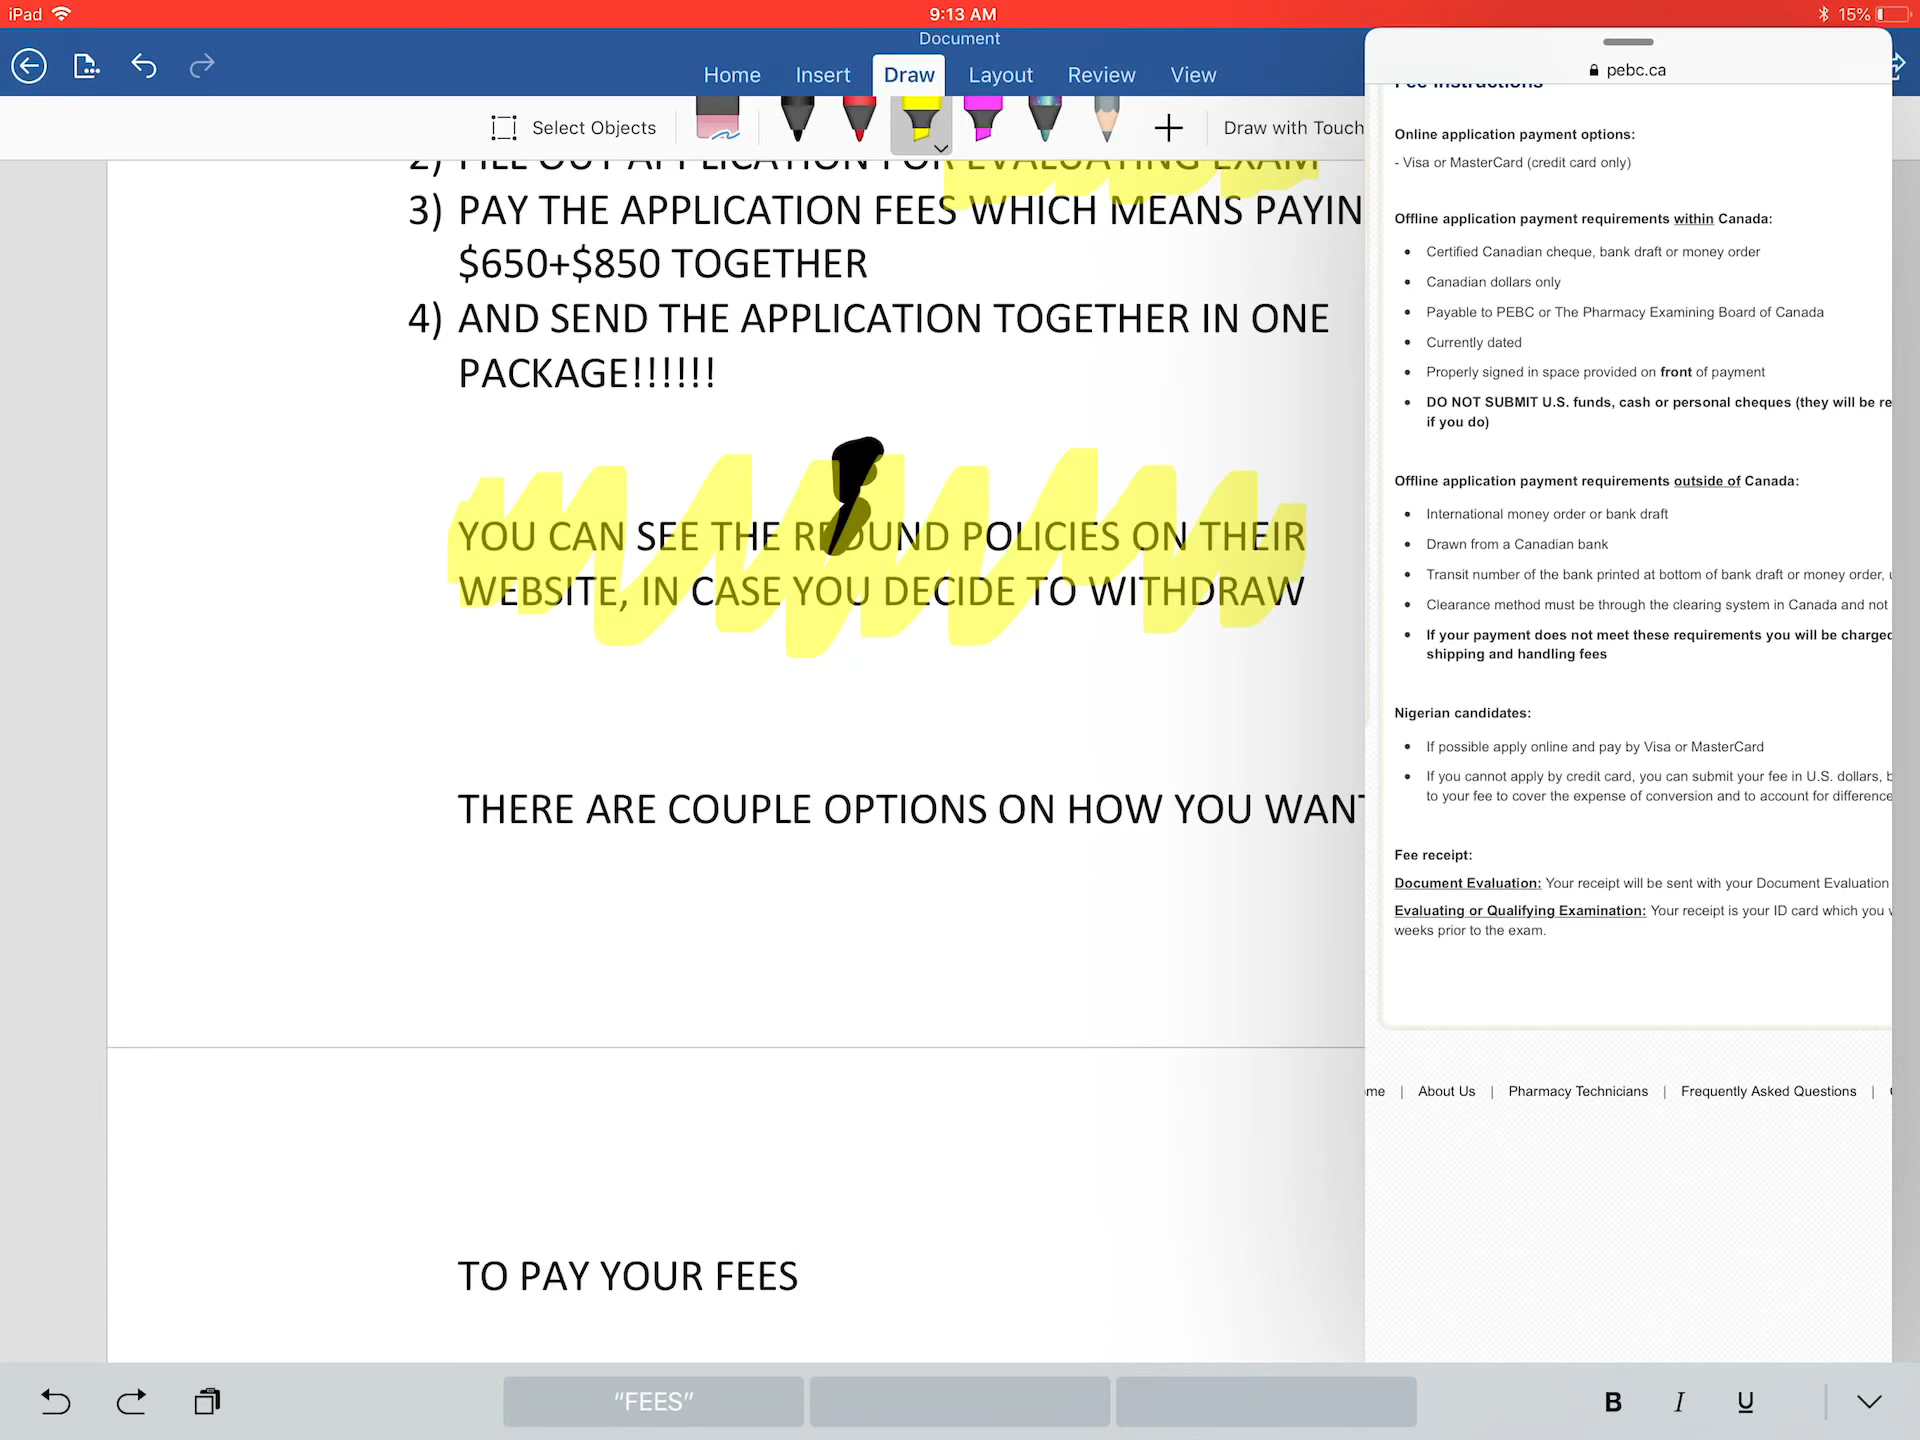 iPad
9:13 AM
15%
Document
Home Insert Draw Layout Review View
Select Objects
Draw with Touch
2) FILL OUT APPLICATION FOR EVALUATING EXAM
3) PAY THE APPLICATION FEES WHICH MEANS PAYIN
$650+$850 TOGETHER
4) AND SEND THE APPLICATION TOGETHER IN ONE
PACKAGE!!!!!!
YOU CAN SEE THE UND POLICIES ON THEIR
WEBSITE, IN CASE YOU DECIDE TO WITHDRAW
THERE ARE COUPLE OPTIONS ON HOW YOU WANT
TO PAY YOUR FEES
pebc.ca
Fee Instructions
Online application payment options:
- Visa or MasterCard (credit card only)
Offline application payment requirements within Canada:
• Certified Canadian cheque, bank draft or money order
• Canadian dollars only
• Payable to PEBC or The Pharmacy Examining Board of Canada
• Currently dated
• Properly signed in space provided on front of payment
• DO NOT SUBMIT U.S. funds, cash or personal cheques (they will be re
if you do)
Offline application payment requirements outside of Canada:
• International money order or bank draft
• Drawn from a Canadian bank
• Transit number of the bank printed at bottom of bank draft or money order,
• Clearance method must be through the clearing system in Canada and not
• If your payment does not meet these requirements you will be charged
shipping and handling fees
Nigerian candidates:
• If possible apply online and pay by Visa or MasterCard
• If you cannot apply by credit card, you can submit your fee in U.S. dollars, b
to your fee to cover the expense of conversion and to account for difference
Fee receipt:
Document Evaluation: Your receipt will be sent with your Document Evaluation
Evaluating or Qualifying Examination: Your receipt is your ID card which you
weeks prior to the exam.
me | About Us | Pharmacy Technicians | Frequently Asked Questions |
"FEES"
B I U